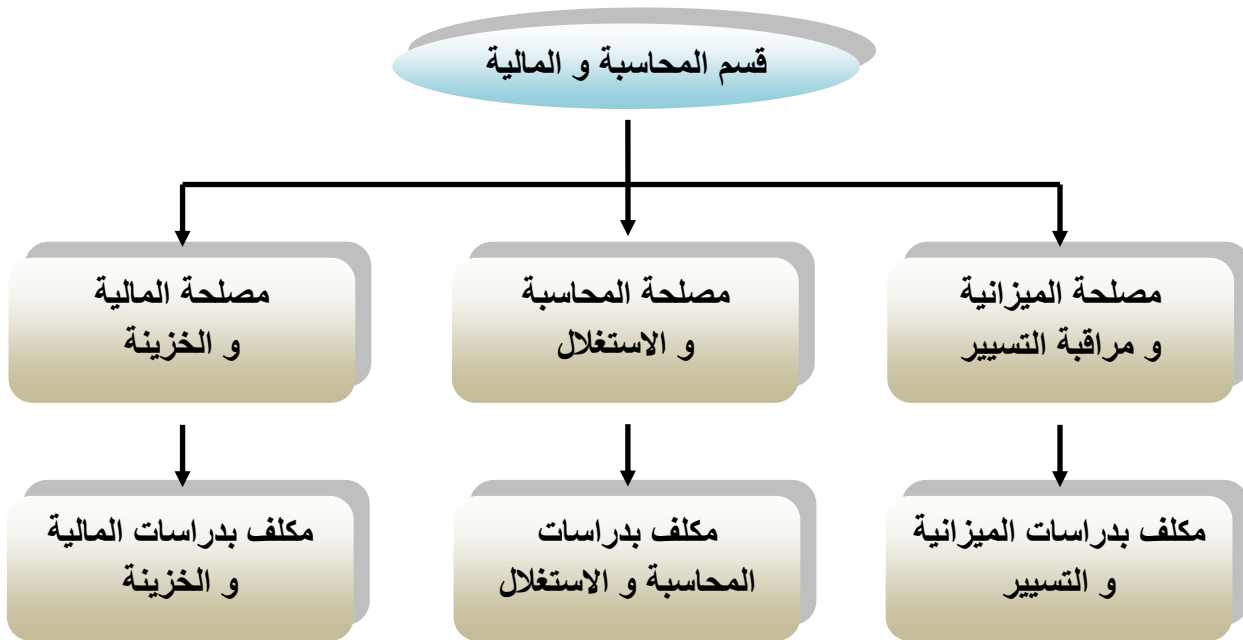 قسم المحاسبة و المالية
مصلحة الميزانية
و مراقبة التسيير
مصلحة المحاسبة
و الاستغلال
مصلحة المالية
و الخزينة
مكلف بدراسات الميزانية
و التسيير
مكلف بدراسات
المحاسبة و الاستغلال
مكلف بدراسات المالية
و الخزينة